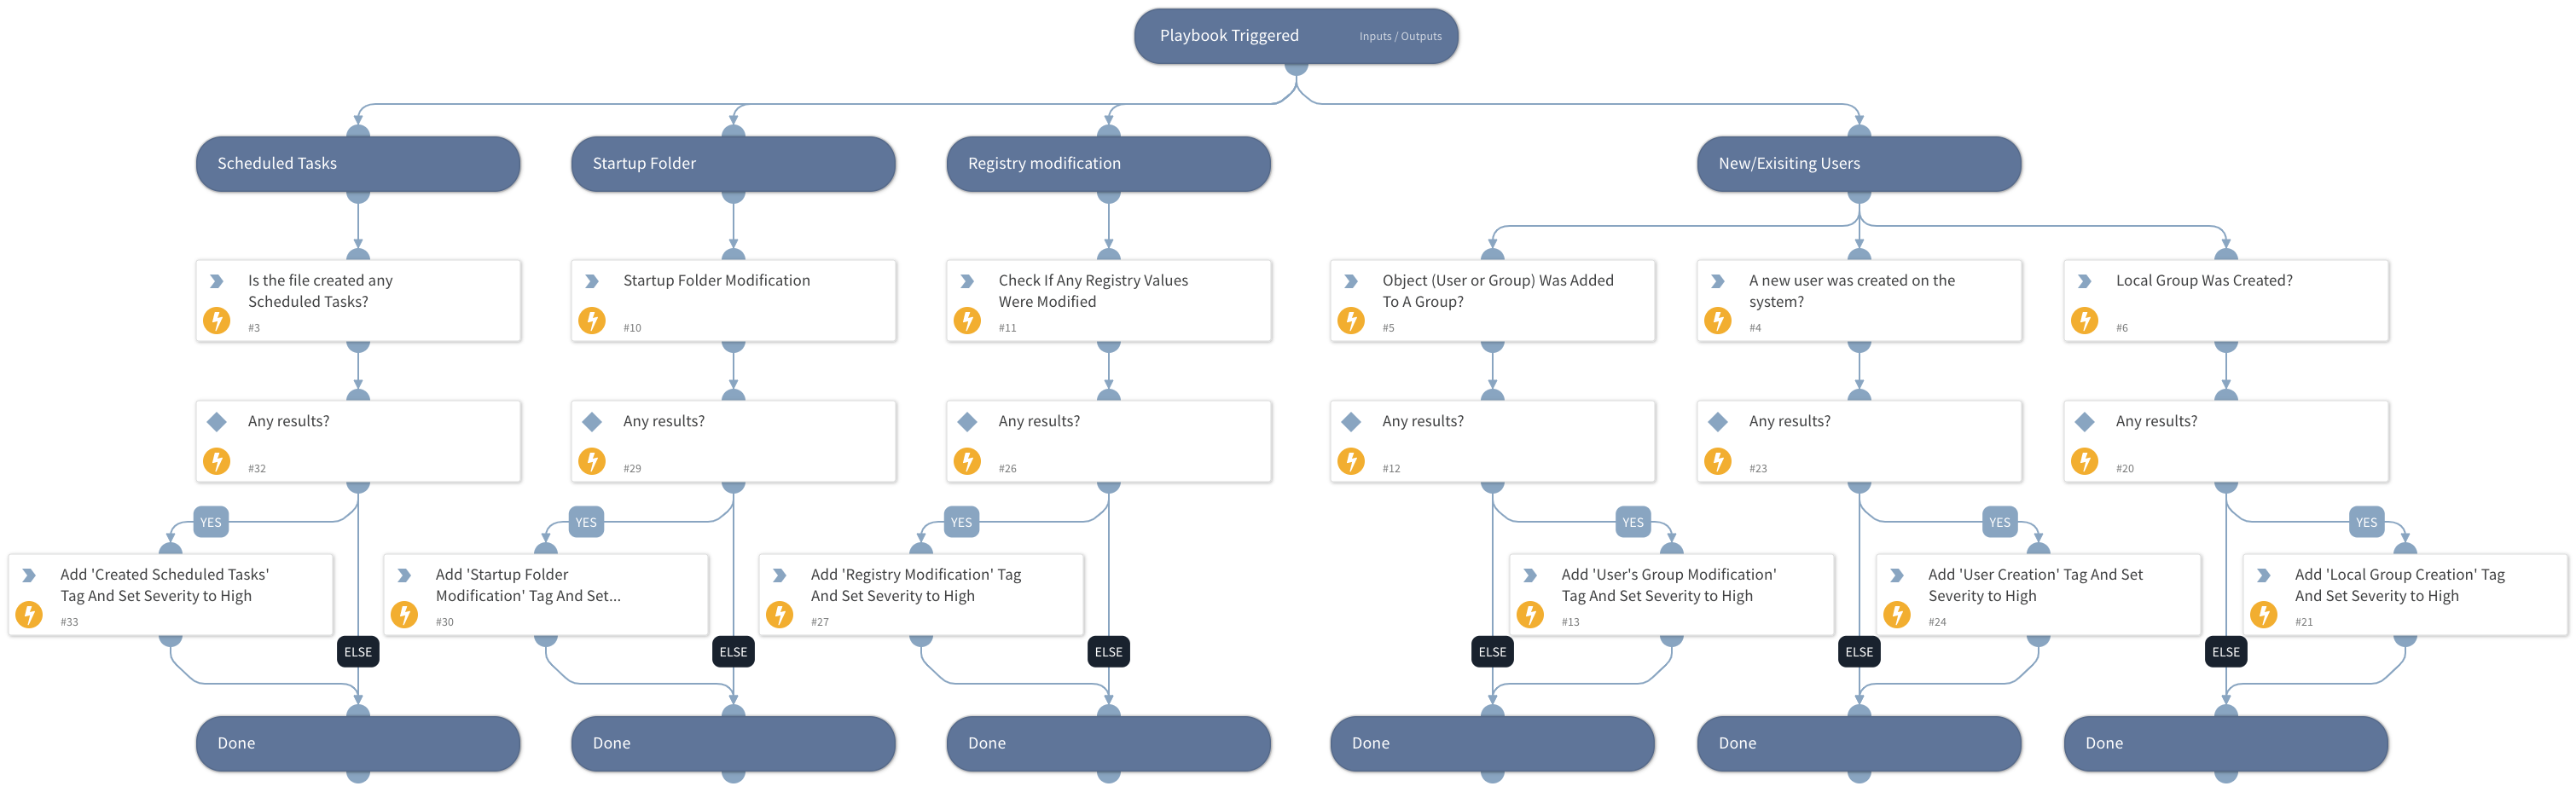 Playbook Triggered
Inputs / Outputs
Scheduled Tasks
Startup Folder
Registry modification
New/Exisiting Users
Is the file created any
Scheduled Tasks?
#3
Startup Folder Modification
#10
Check If Any Registry Values
Were Modified
#11
Object (User or Group) Was Added
To A Group?
#5
A new user was created on the
system?
#4
Local Group Was Created?
#6
Any results?
#32
Any results?
#29
Any results?
#26
Any results?
#12
Any results?
#23
Any results?
#20
YES
YES
YES
YES
YES
YES
Add 'Created Scheduled Tasks'
Tag And Set Severity to High
#33
Add 'Startup Folder
Modification' Tag And Set...
#30
Add 'Registry Modification' Tag
And Set Severity to High
#27
Add 'User's Group Modification'
Tag And Set Severity to High
#13
Add 'User Creation' Tag And Set
Severity to High
#24
Add 'Local Group Creation' Tag
And Set Severity to High
#21
ELSE
ELSE
ELSE
ELSE
ELSE
ELSE
Done
Done
Done
Done
Done
Done